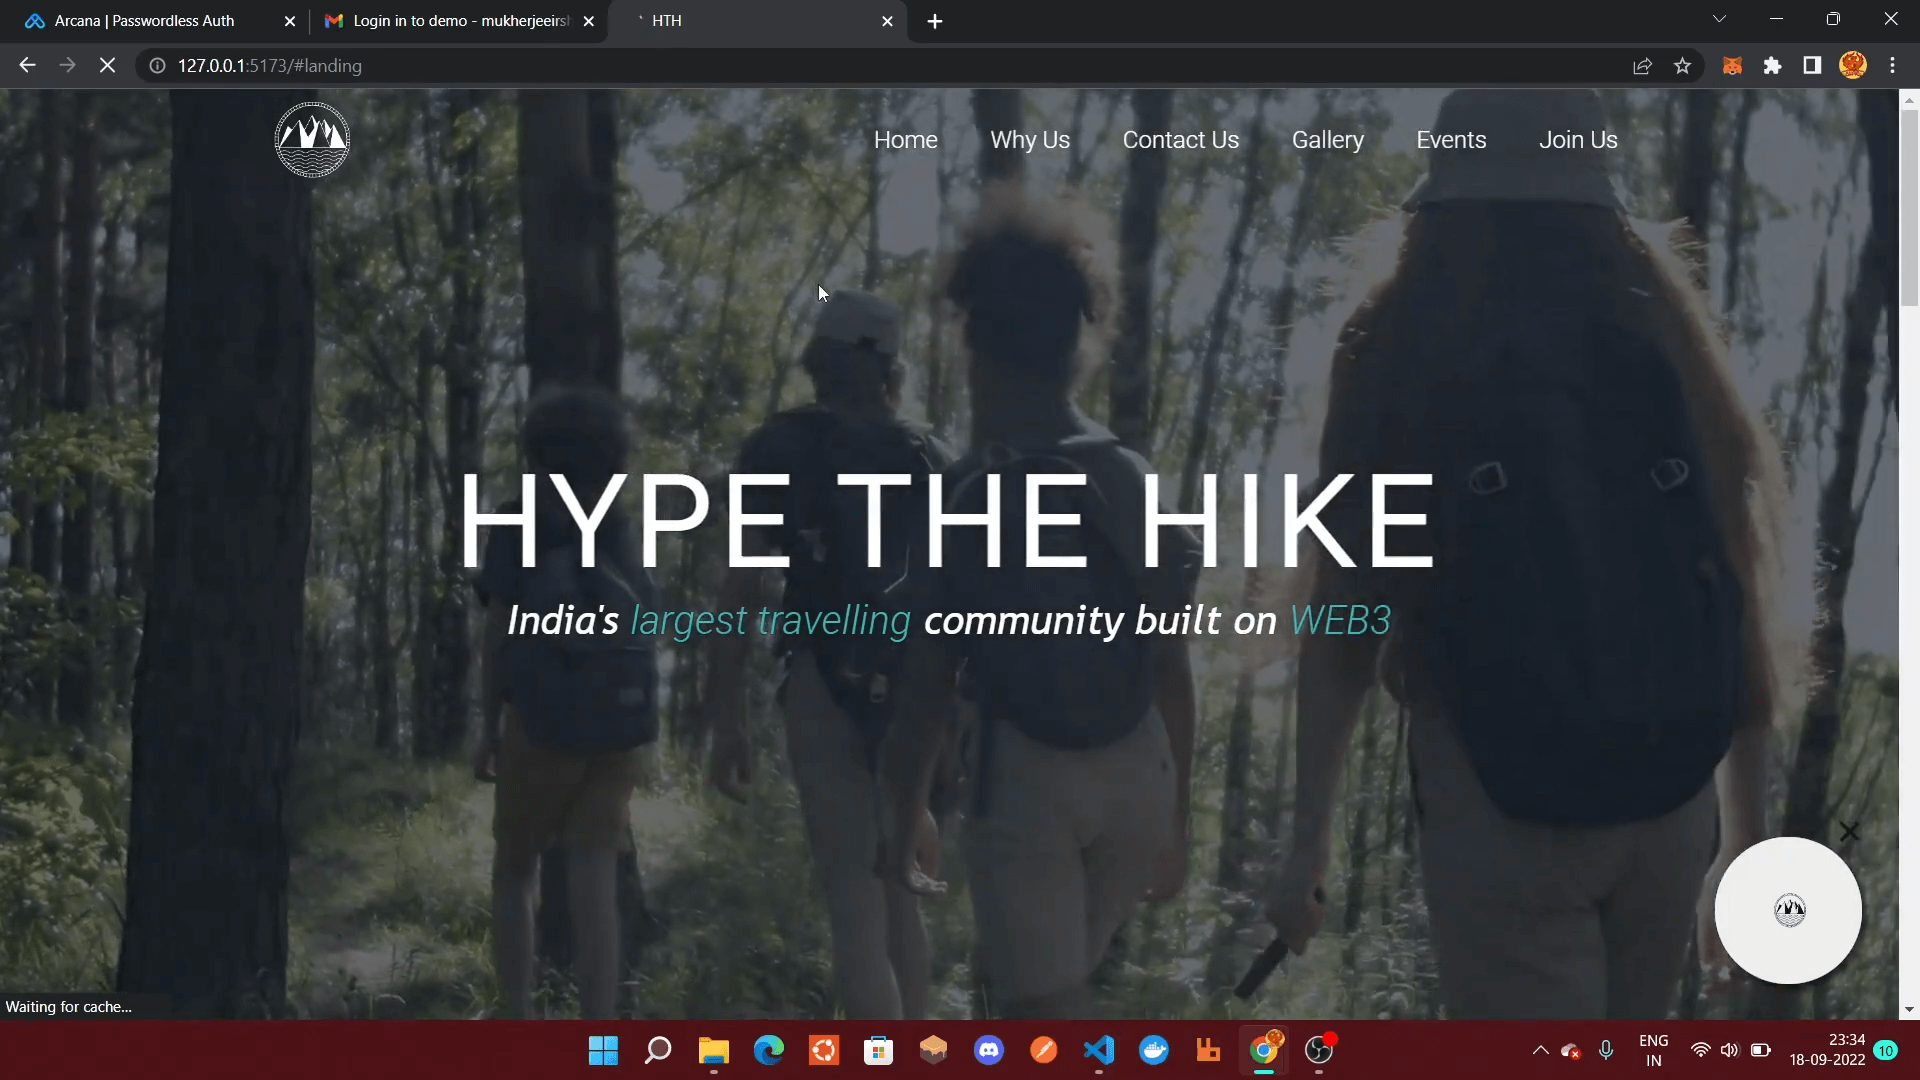 Arcana | Passwordless Auth
Login in to demo - mukherjeeirsh
HTH
127.0.0.1:5173/#landing
Home
Why Us
Contact Us
Gallery
Events
Join Us
HYPE THE HIKE
India's largest travelling community built on WEB3
Waiting for cache...
ENG
IN
23:34
18-09-2022
10